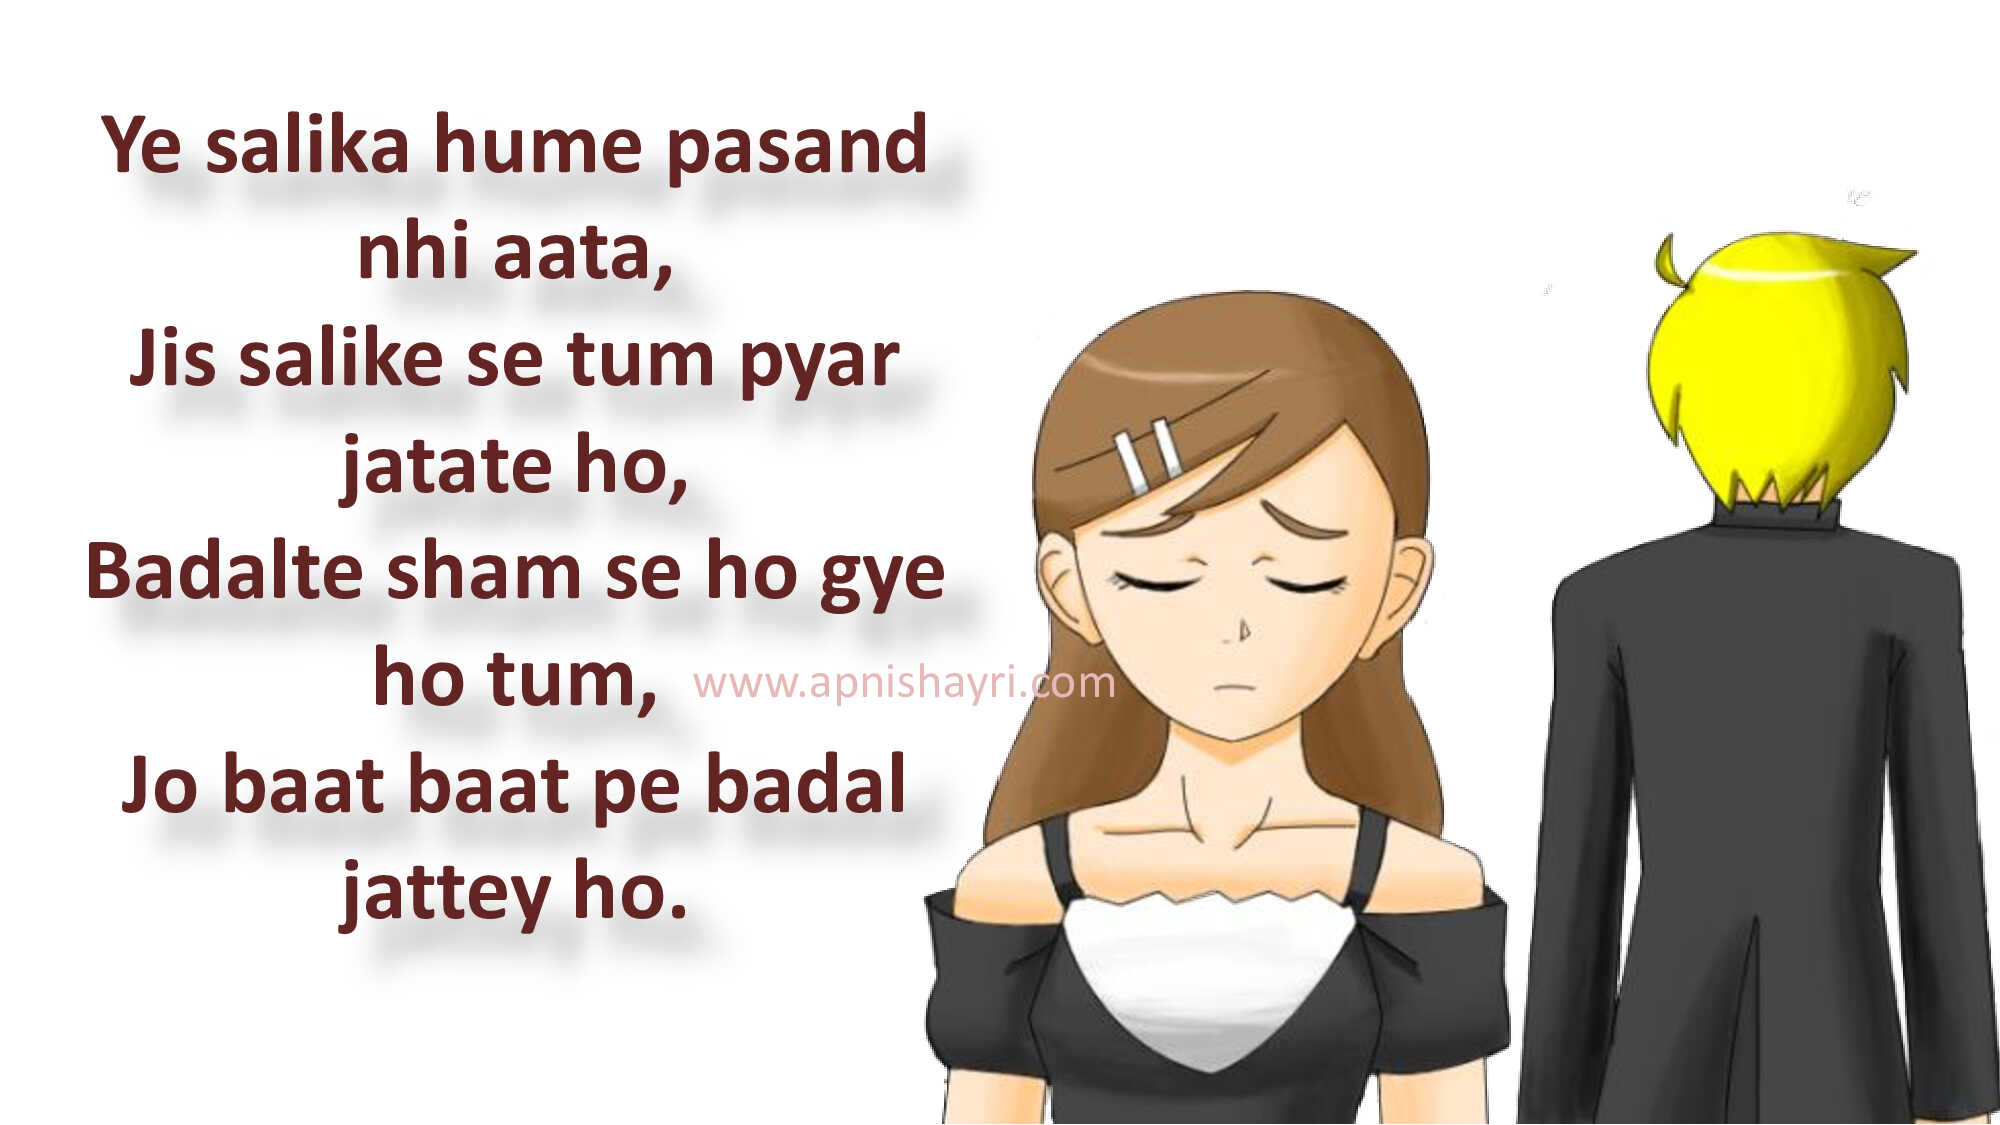 Ye salika hume pasand
nhi aata,
Jis salike se tum pyar
jatate ho,
Badalte sham se ho gye
ho tum,
www.apnishayri.com
Jo baat baat pe badal
jattey ho.